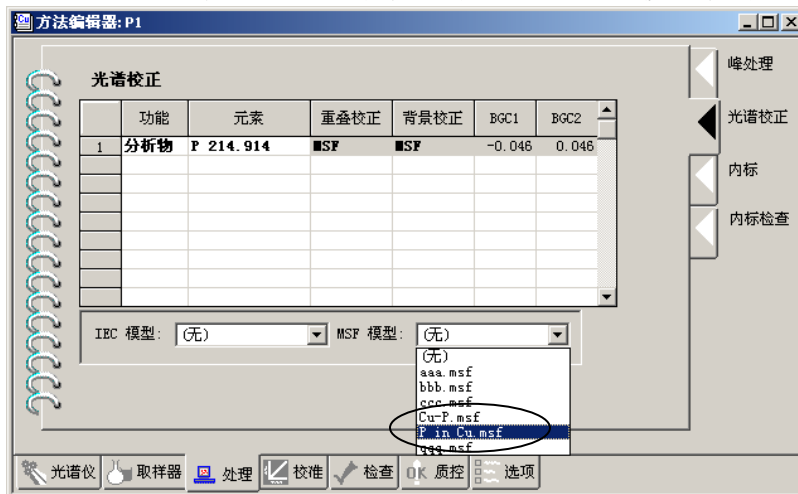 方法编辑器: P1
峰处理
光谱校正
光谱校正
功能 元素 重叠校正 背景校正 BGC1 BGC2
1 分析物 P 214.914 MSF MSF -0.046 0.046
内标
内标检查
IEC 模型: (无) MSF 模型: (无)
(无)
aaa.msf
bbb.msf
ccc.msf
Cu-P.msf
P in Cu.msf
qqq.msf
光谱仪 取样器 处理 校准 检查 OK 质控 选项